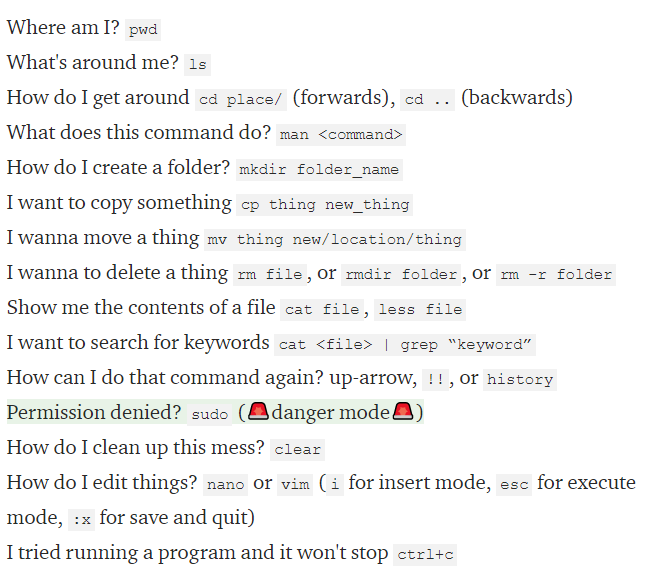 Where am I? pwd
What's around me? ls
How do I get around cd place/ (forwards), cd .. (backwards)
What does this command do? man <command>
How do I create a folder? mkdir folder_name
I want to copy something cp thing new_thing
I wanna move a thing mv thing new/location/thing
I wanna to delete a thing rm file, or rmdir folder, or rm -r folder
Show me the contents of a file cat file, less file
I want to search for keywords cat <file> | grep “keyword”
How can I do that command again? up-arrow, !!, or history
Permission denied? sudo (🚨danger mode🚨)
How do I clean up this mess? clear
How do I edit things? nano or vim (i for insert mode, esc for execute
mode, :x for save and quit)
I tried running a program and it won't stop ctrl+c